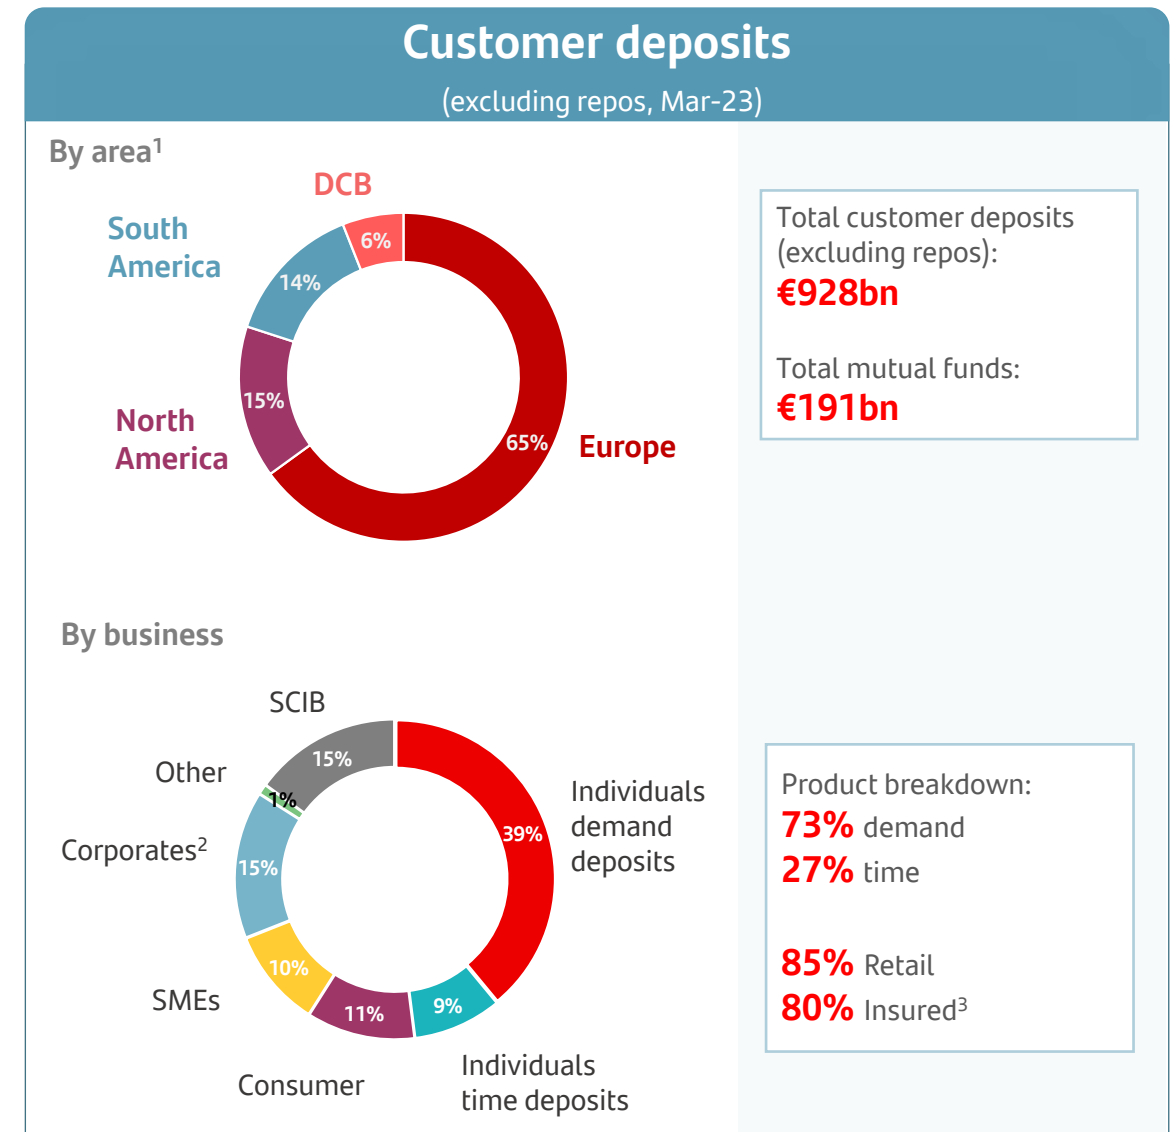 Customer deposits
(excluding repos, Mar-23)
By area¹
DCB
South
America
North
America
Europe
6%
14%
15%
65%
Total customer deposits
(excluding repos):
€928bn
Total mutual funds:
€191bn
By business
SCIB
Other
Corporates²
SMEs
Consumer
Individuals
time deposits
Individuals
demand
deposits
15%
1%
15%
10%
11%
9%
39%
Product breakdown:
73% demand
27% time
85% Retail
80% Insured³